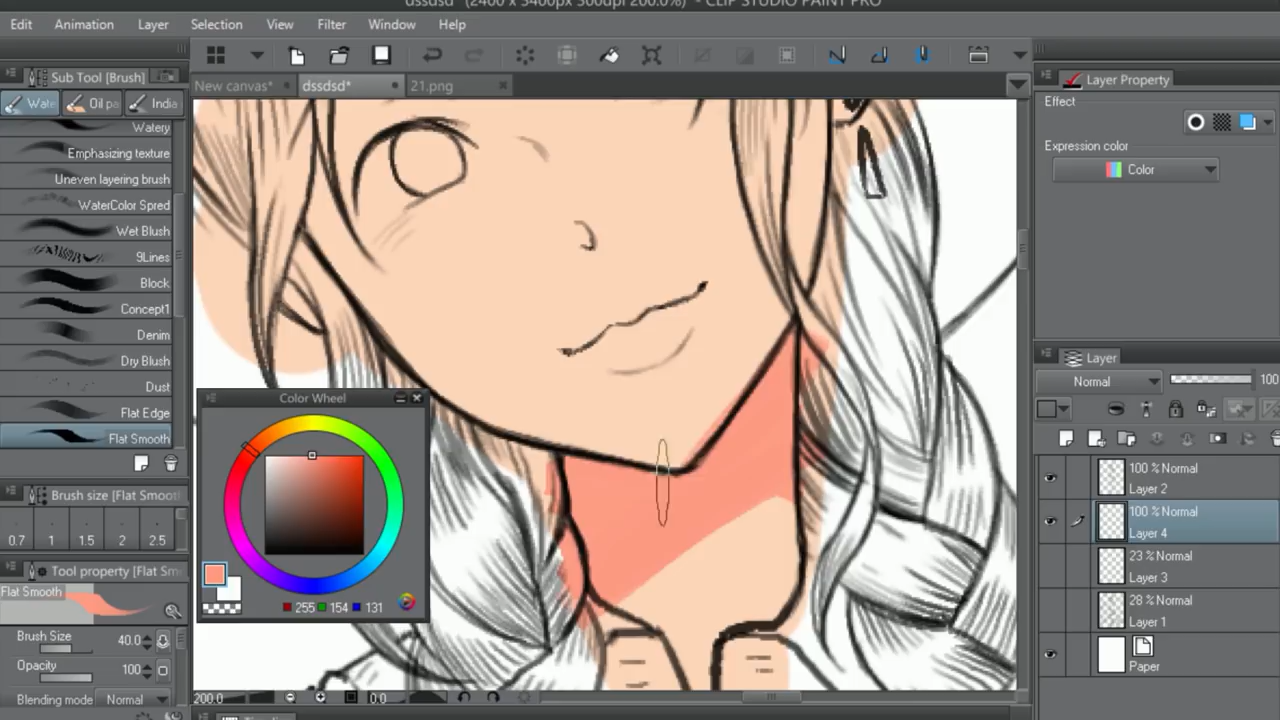 dssdsd* (2400 x 3400px 300dpi 200.0%) - CLIP STUDIO PAINT PRO
Edit Animation Layer Selection View Filter Window Help
Sub Tool [Brush]
New canvas* dssdsd* 21.png
Layer Property
Wate Oil pa India
Effect
Watery
Emphasizing texture
Uneven layering brush
WaterColor Spred
Wet Blush
9Lines
Block
Concept1
Denim
Dry Blush
Dust
Flat Edge
Flat Smooth
Expression color
Color
Layer
Normal 100
100 % Normal
Layer 2
100 % Normal
Layer 4
23 % Normal
Layer 3
28 % Normal
Layer 1
Paper
Color Wheel
255 154 131
Brush size [Flat Smooth
0.7 1 1.5 2 2.5
Tool property [Flat Smo
Flat Smooth
Brush Size 40.0
Opacity 100
Blending mode Normal
200.0 0.0